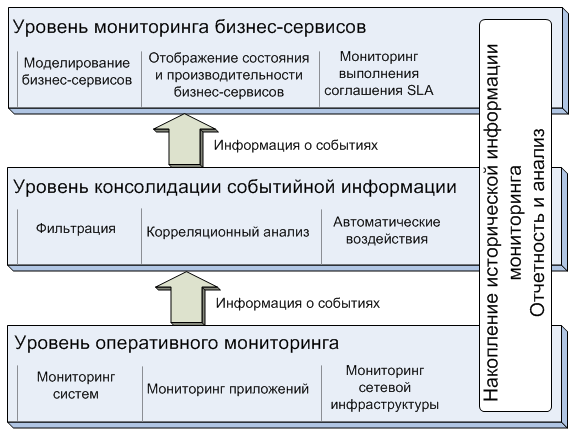 Уровень мониторинга бизнес-сервисов
Моделирование
бизнес-сервисов
Отображение состояния
и производительности
бизнес-сервисов
Мониторинг
выполнения
соглашения SLA
Информация о событиях
Уровень консолидации событийной информации
Фильтрация
Корреляционный анализ
Автоматические
воздействия
Информация о событиях
Уровень оперативного мониторинга
Мониторинг
систем
Мониторинг приложений
Мониторинг
сетевой
инфраструктуры
Накопление исторической информации
мониторинга
Отчетность и анализ